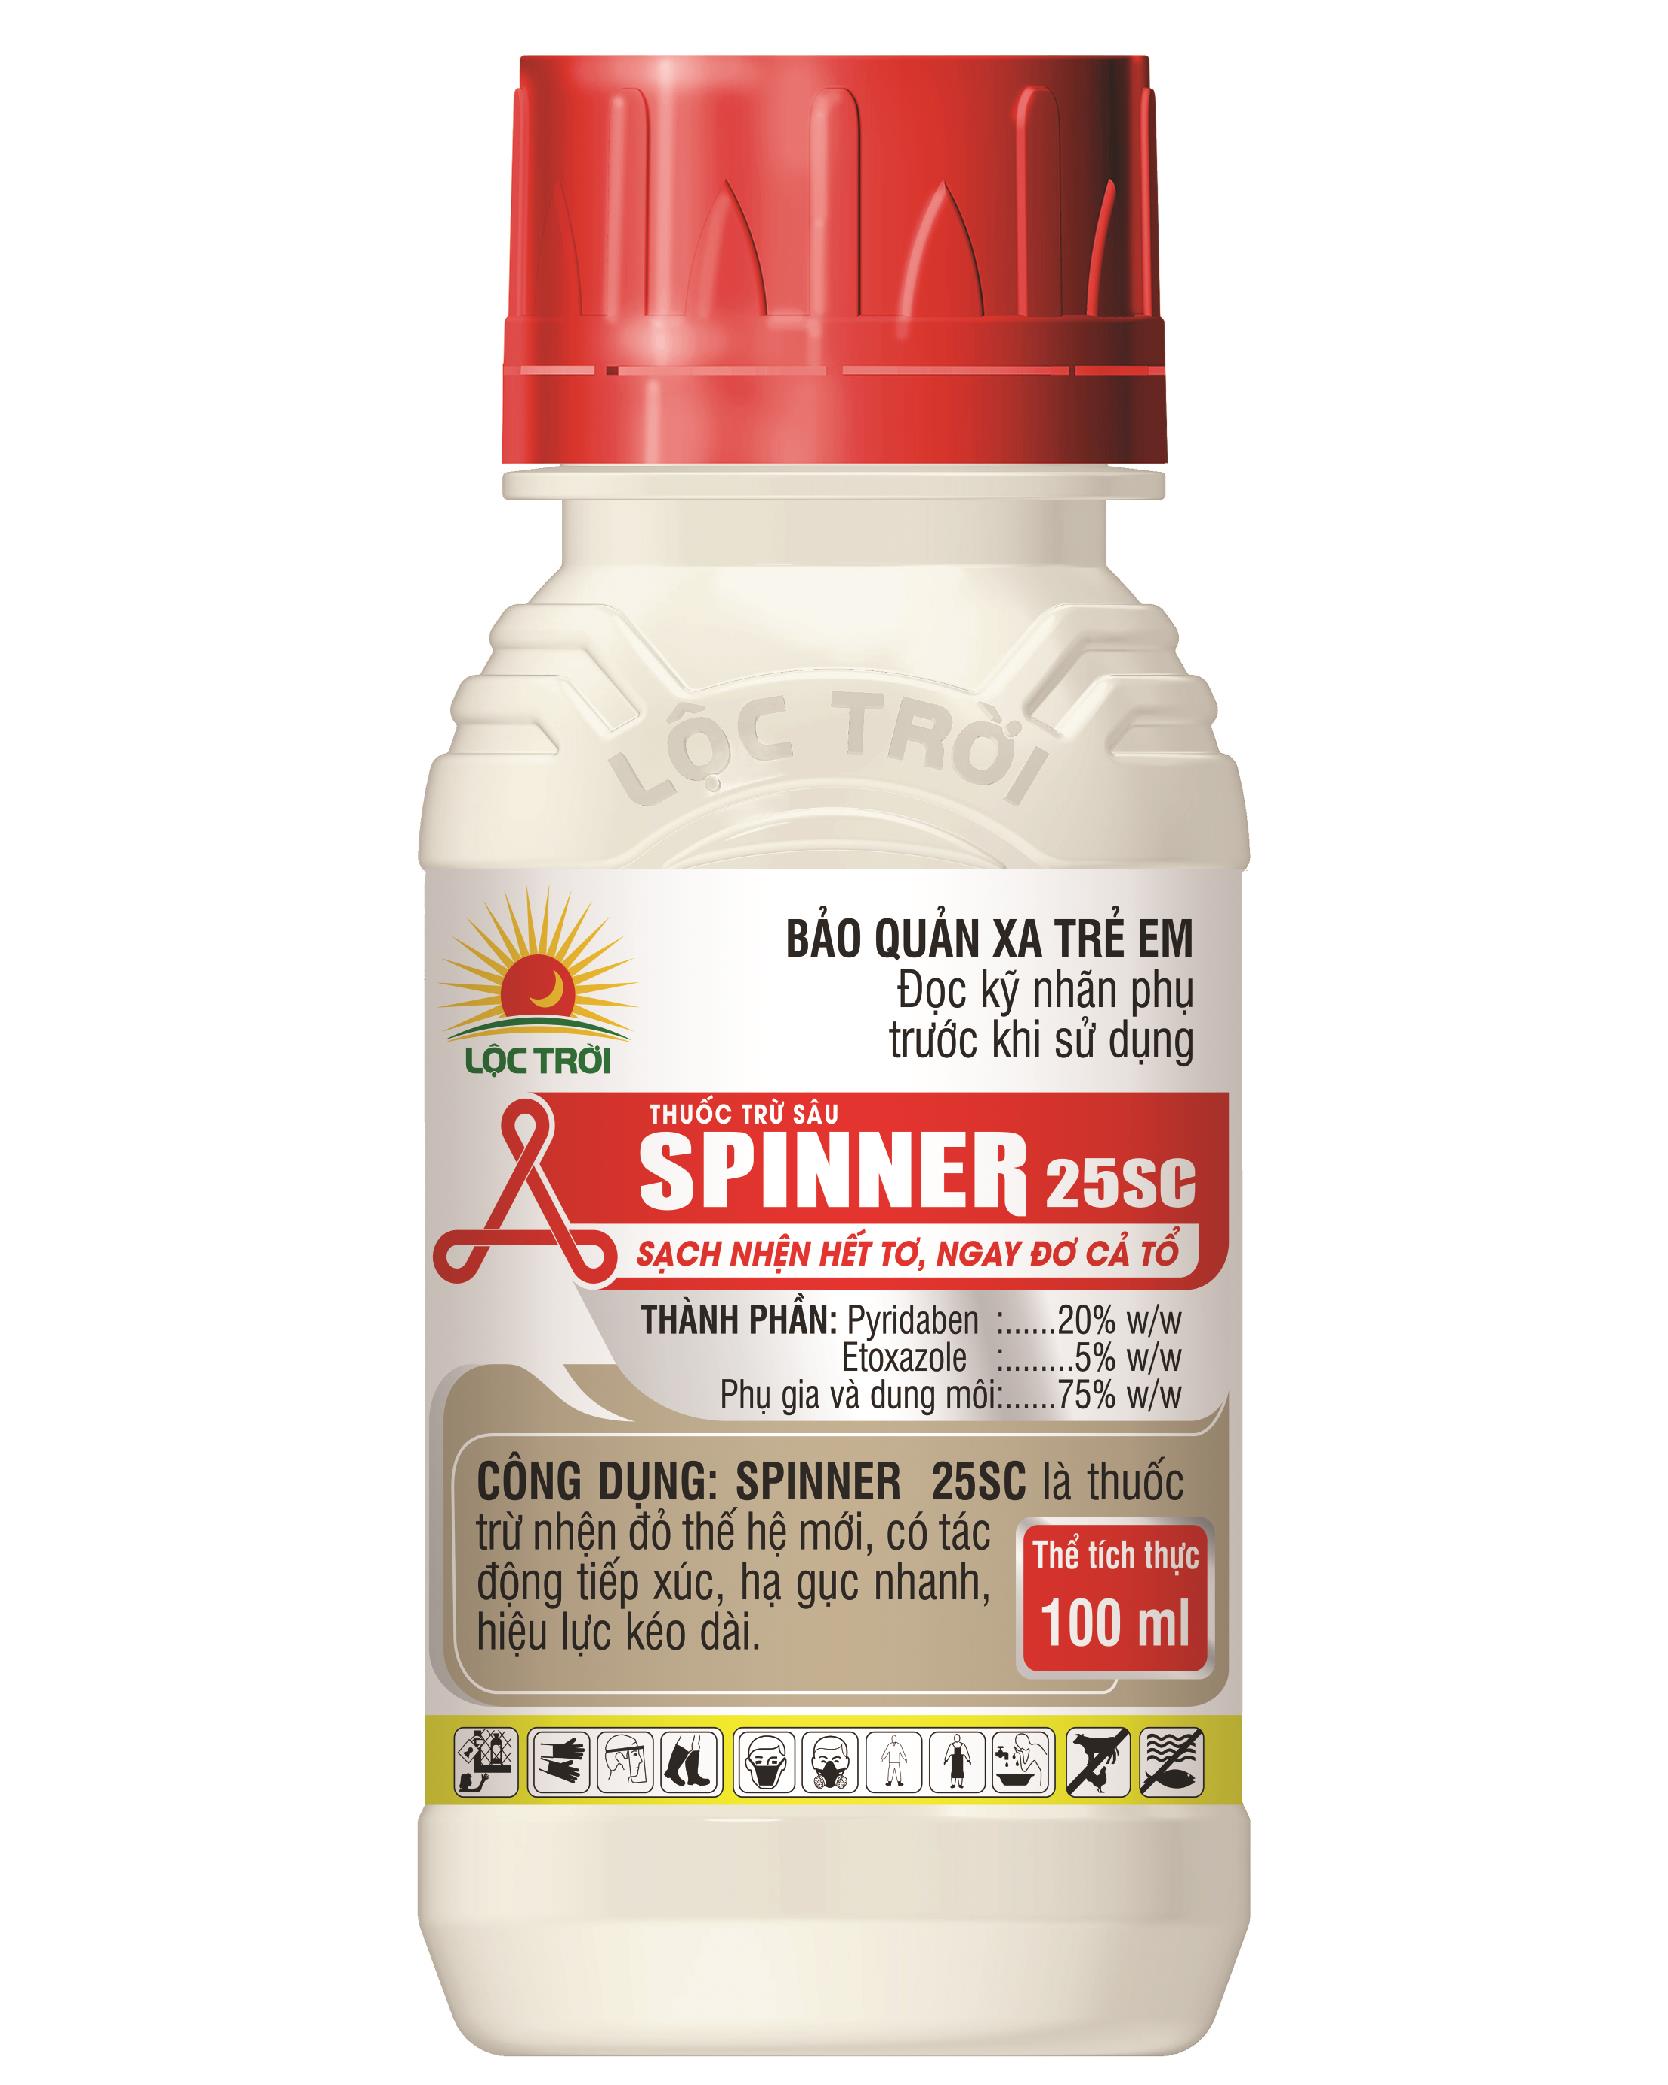 LỘC TRỜI
LỘC TRỜI
BẢO QUẢN XA TRẺ EM
Đọc kỹ nhãn phụ
trước khi sử dụng
THUỐC TRỪ SÂU
SPINNER 25SC
SẠCH NHỆN HẾT TƠ, NGAY ĐƠ CẢ TỔ
THÀNH PHẦN: Pyridaben :......20% w/w
Etoxazole :.........5% w/w
Phụ gia và dung môi:......75% w/w
CÔNG DỤNG: SPINNER 25SC là thuốc
trừ nhện đỏ thế hệ mới, có tác
động tiếp xúc, hạ gục nhanh,
hiệu lực kéo dài.
Thể tích thực
100 ml